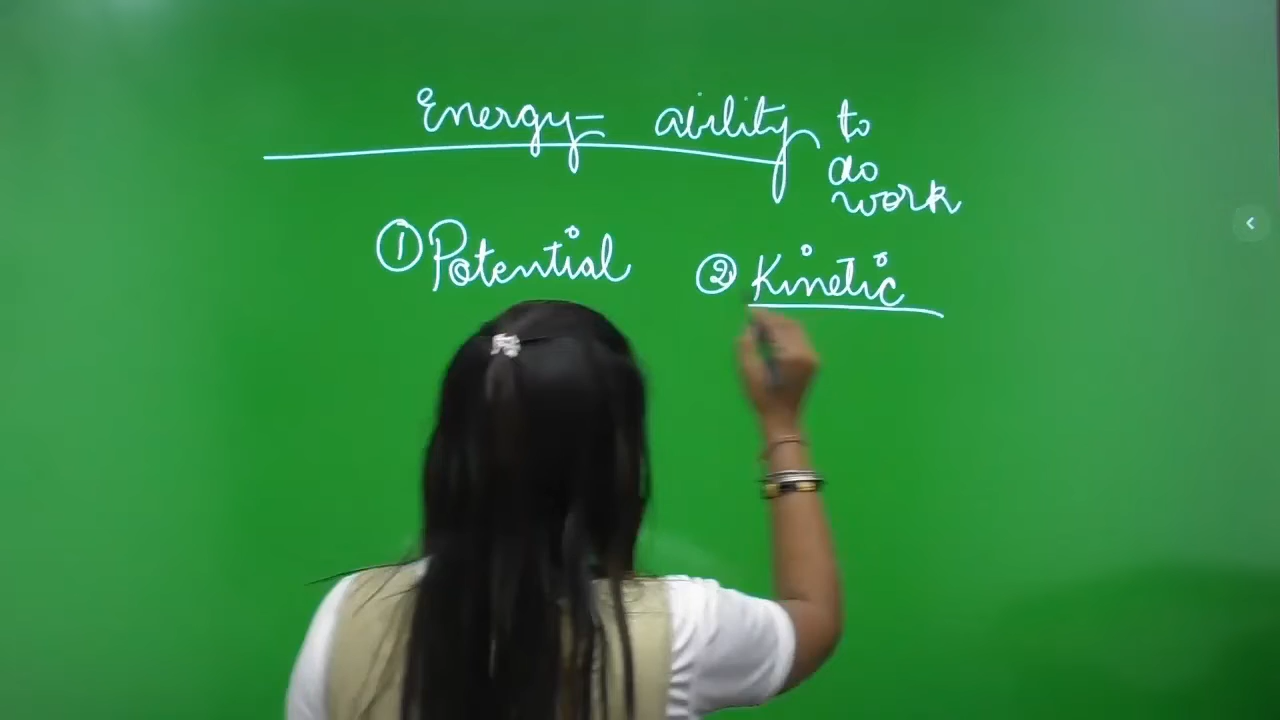 Energy- ability to
do
work
① Potential ② Kinetic